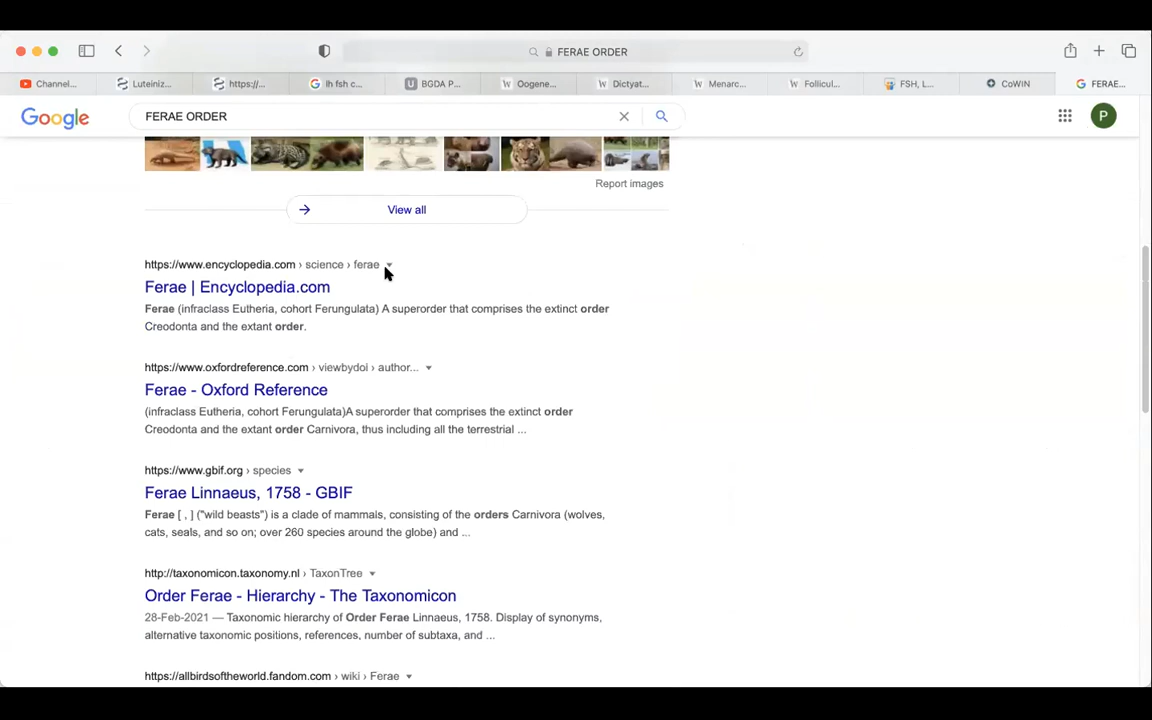 FERAE ORDER
Channel...
Luteiniz...
https://...
lh fsh c...
BGDA P...
Oogene...
Dictyat...
Menarc...
Follicul...
FSH, L...
CoWIN
FERAE...
Google
FERAE ORDER
P
Report images
View all
https://www.encyclopedia.com › science › ferae
Ferae | Encyclopedia.com
Ferae (infraclass Eutheria, cohort Ferungulata) A superorder that comprises the extinct order
Creodonta and the extant order.
https://www.oxfordreference.com › viewbydoi › author...
Ferae - Oxford Reference
(infraclass Eutheria, cohort Ferungulata)A superorder that comprises the extinct order
Creodonta and the extant order Carnivora, thus including all the terrestrial ...
https://www.gbif.org › species
Ferae Linnaeus, 1758 - GBIF
Ferae [ , ] ("wild beasts") is a clade of mammals, consisting of the orders Carnivora (wolves,
cats, seals, and so on; over 260 species around the globe) and ...
http://taxonomicon.taxonomy.nl › TaxonTree
Order Ferae - Hierarchy - The Taxonomicon
28-Feb-2021 — Taxonomic hierarchy of Order Ferae Linnaeus, 1758. Display of synonyms,
alternative taxonomic positions, references, number of subtaxa, and ...
https://allbirdsoftheworld.fandom.com › wiki › Ferae